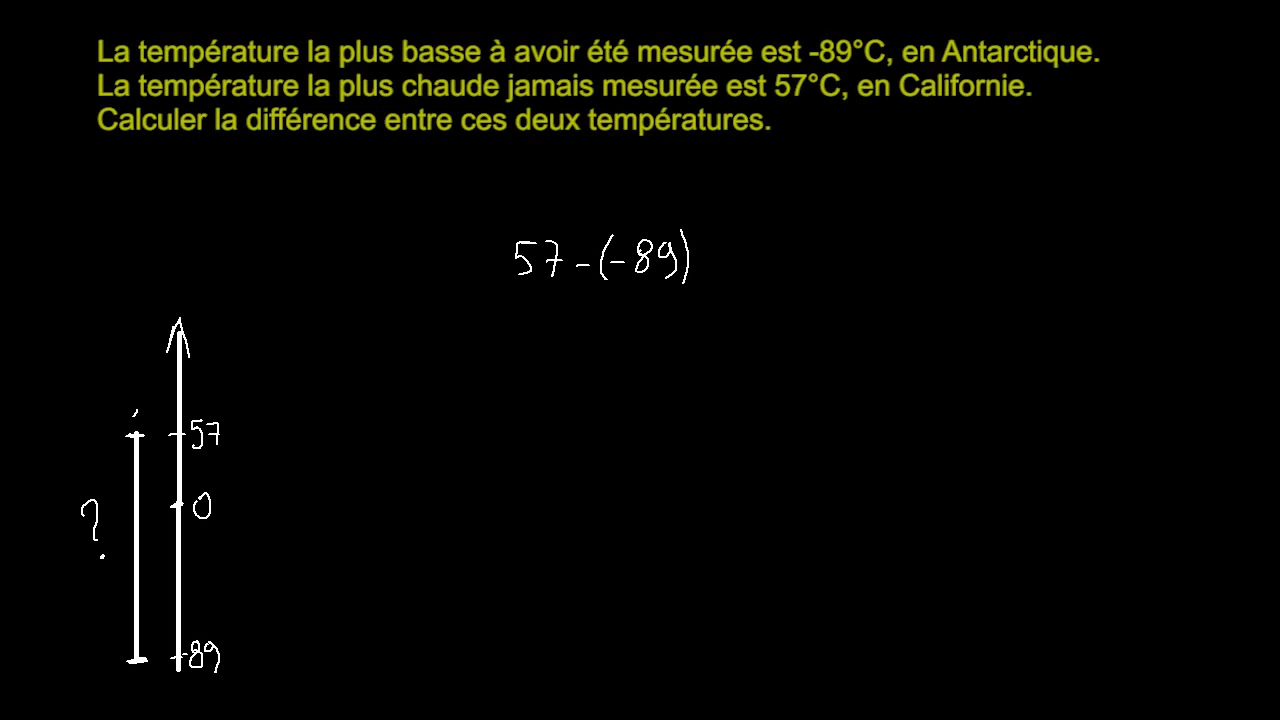 La température la plus basse à avoir été mesurée est -89°C, en Antarctique.
La température la plus chaude jamais mesurée est 57°C, en Californie.
Calculer la différence entre ces deux températures.
57-(-89)
57
?
0
-89